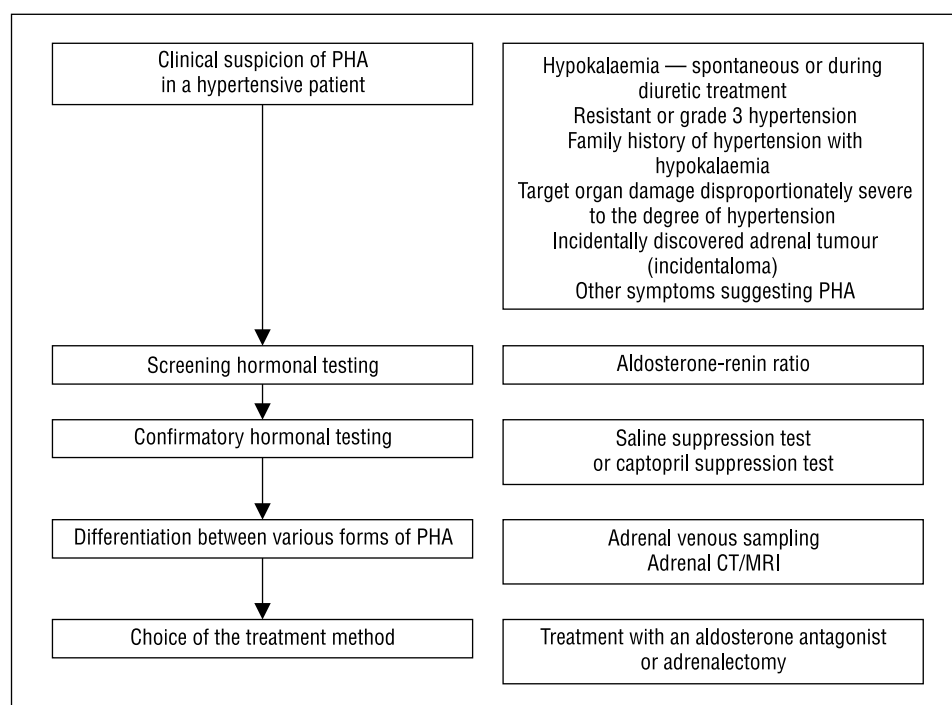 Clinical suspicion of PHA
in a hypertensive patient
Hypokalaemia — spontaneous or during
diuretic treatment
Resistant or grade 3 hypertension
Family history of hypertension with
hypokalaemia
Target organ damage disproportionately severe
to the degree of hypertension
Incidentally discovered adrenal tumour
(incidentaloma)
Other symptoms suggesting PHA
Screening hormonal testing
Aldosterone-renin ratio
Confirmatory hormonal testing
Saline suppression test
or captopril suppression test
Differentiation between various forms of PHA
Adrenal venous sampling
Adrenal CT/MRI
Choice of the treatment method
Treatment with an aldosterone antagonist
or adrenalectomy